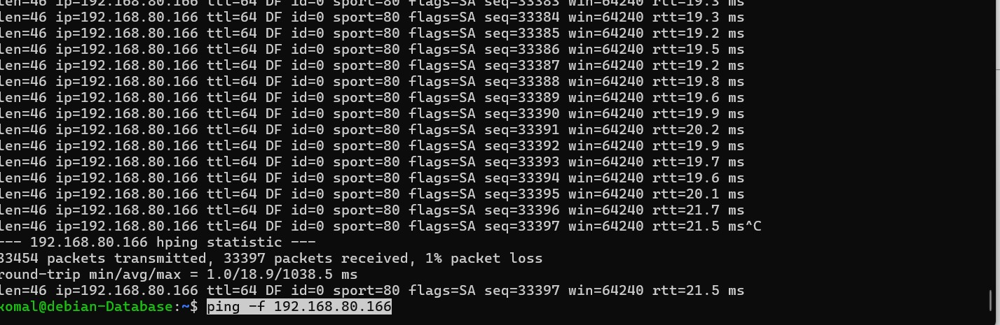 len=46 ip=192.168.80.166 ttl=64 DF id=0 sport=80 flags=SA seq=33383 win=64240 rtt=19.3 ms
len=46 ip=192.168.80.166 ttl=64 DF id=0 sport=80 flags=SA seq=33384 win=64240 rtt=19.3 ms
len=46 ip=192.168.80.166 ttl=64 DF id=0 sport=80 flags=SA seq=33385 win=64240 rtt=19.2 ms
len=46 ip=192.168.80.166 ttl=64 DF id=0 sport=80 flags=SA seq=33386 win=64240 rtt=19.5 ms
len=46 ip=192.168.80.166 ttl=64 DF id=0 sport=80 flags=SA seq=33387 win=64240 rtt=19.2 ms
len=46 ip=192.168.80.166 ttl=64 DF id=0 sport=80 flags=SA seq=33388 win=64240 rtt=19.8 ms
len=46 ip=192.168.80.166 ttl=64 DF id=0 sport=80 flags=SA seq=33389 win=64240 rtt=19.6 ms
len=46 ip=192.168.80.166 ttl=64 DF id=0 sport=80 flags=SA seq=33390 win=64240 rtt=19.9 ms
len=46 ip=192.168.80.166 ttl=64 DF id=0 sport=80 flags=SA seq=33391 win=64240 rtt=20.2 ms
len=46 ip=192.168.80.166 ttl=64 DF id=0 sport=80 flags=SA seq=33392 win=64240 rtt=19.9 ms
len=46 ip=192.168.80.166 ttl=64 DF id=0 sport=80 flags=SA seq=33393 win=64240 rtt=19.7 ms
len=46 ip=192.168.80.166 ttl=64 DF id=0 sport=80 flags=SA seq=33394 win=64240 rtt=19.6 ms
len=46 ip=192.168.80.166 ttl=64 DF id=0 sport=80 flags=SA seq=33395 win=64240 rtt=20.1 ms
len=46 ip=192.168.80.166 ttl=64 DF id=0 sport=80 flags=SA seq=33396 win=64240 rtt=21.7 ms
len=46 ip=192.168.80.166 ttl=64 DF id=0 sport=80 flags=SA seq=33397 win=64240 rtt=21.5 ms^C
--- 192.168.80.166 hping statistic ---
33454 packets transmitted, 33397 packets received, 1% packet loss
round-trip min/avg/max = 1.0/18.9/1038.5 ms
len=46 ip=192.168.80.166 ttl=64 DF id=0 sport=80 flags=SA seq=33397 win=64240 rtt=21.5 ms
komal@debian-Database:~$ ping -f 192.168.80.166